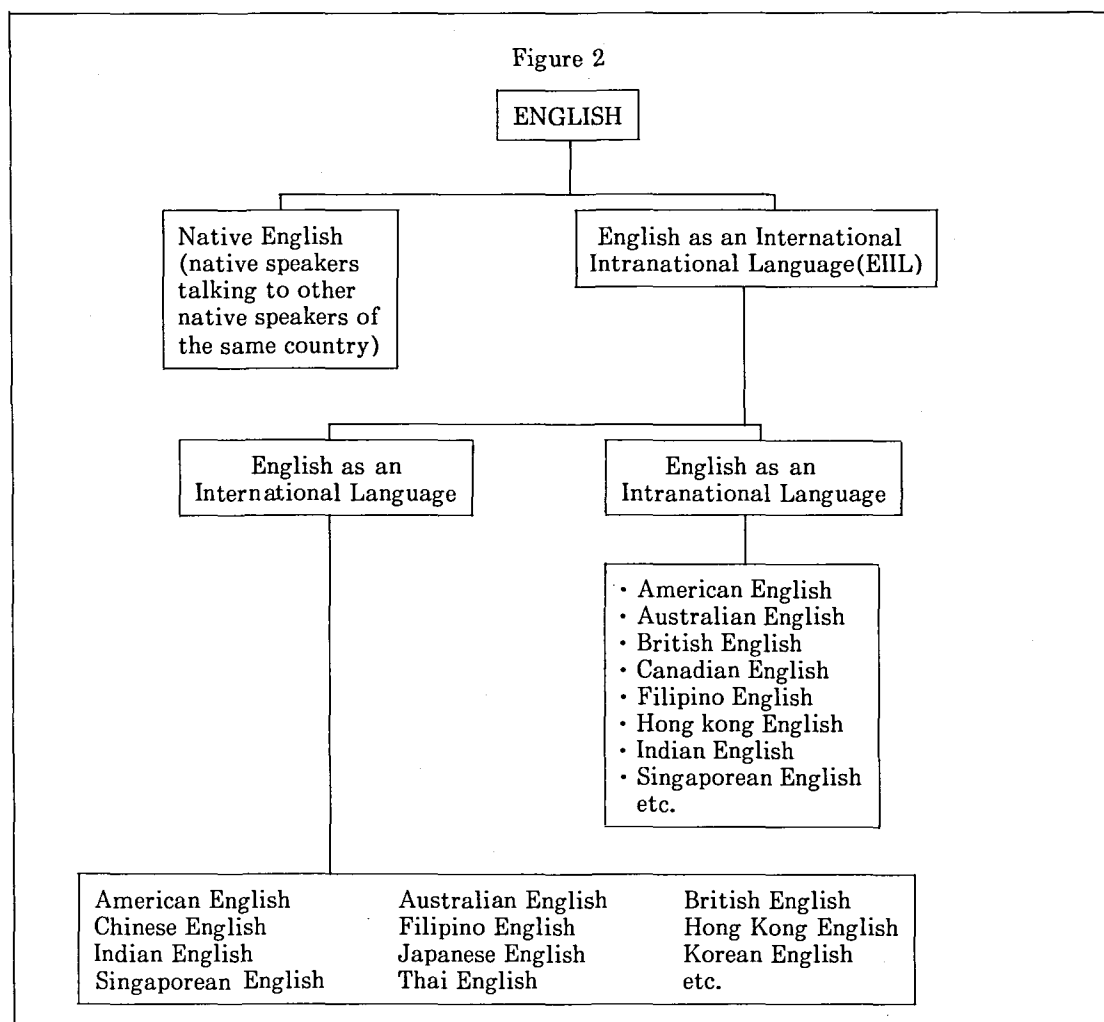 Figure 2
ENGLISH
Native English
(native speakers
talking to other
native speakers of
the same country)
English as an International
Intranational Language(EIIL)
English as an
International Language
English as an
Intranational Language
· American English
· Australian English
· British English
· Canadian English
· Filipino English
· Hong kong English
· Indian English
· Singaporean English
etc.
American English Australian English British English
Chinese English Filipino English Hong Kong English
Indian English Japanese English Korean English
Singaporean English Thai English etc.